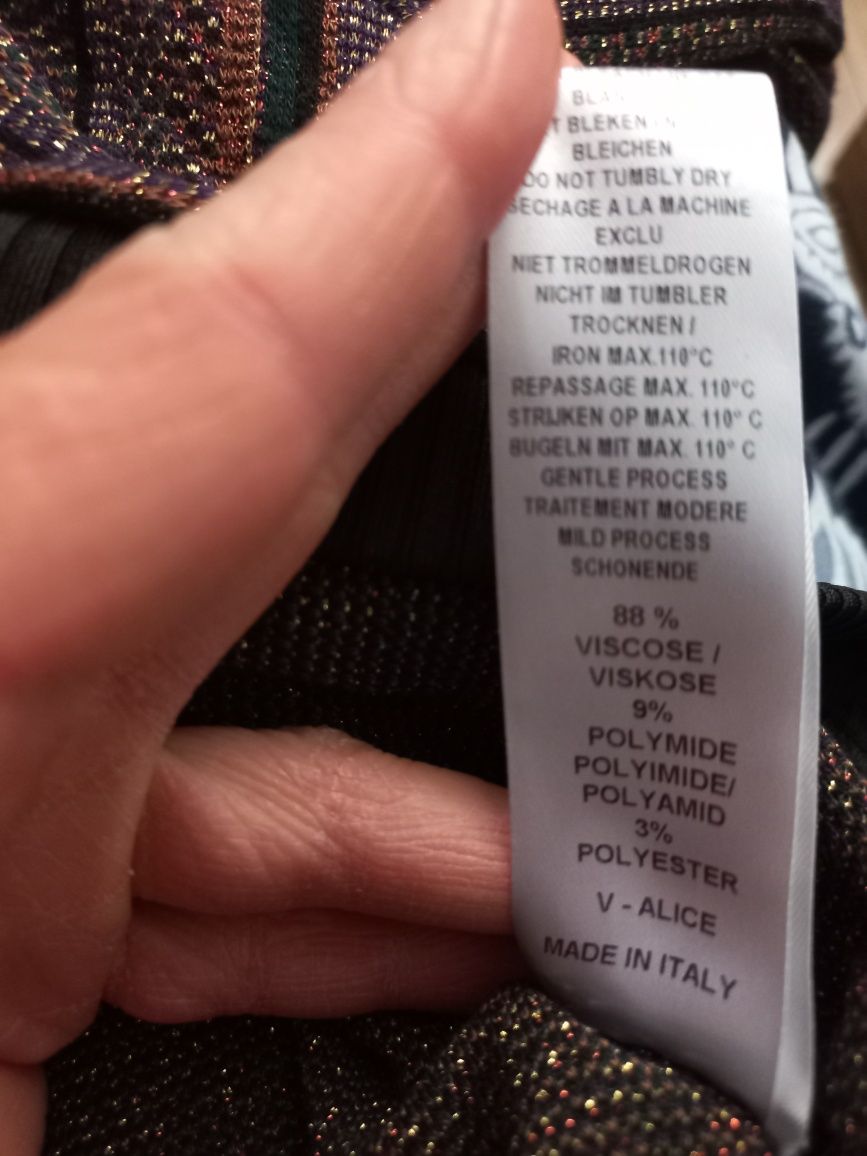 BLEKEN
BLEICHEN
DO NOT TUMBLY DRY
SECHAGE A LA MACHINE
EXCLU
NIET TROMMELDROGEN
NICHT IM TUMBLER
TROCKNEN /
IRON MAX.110°C
REPASSAGE MAX. 110°C
STRIJKEN OP MAX. 110° C
BUGELN MIT MAX. 110° C
GENTLE PROCESS
TRAITEMENT MODERE
MILD PROCESS
SCHONENDE
88 %
VISCOSE /
VISKOSE
9%
POLYMIDE
POLYIMIDE/
POLYAMID
3%
POLYESTER
V - ALICE
MADE IN ITALY